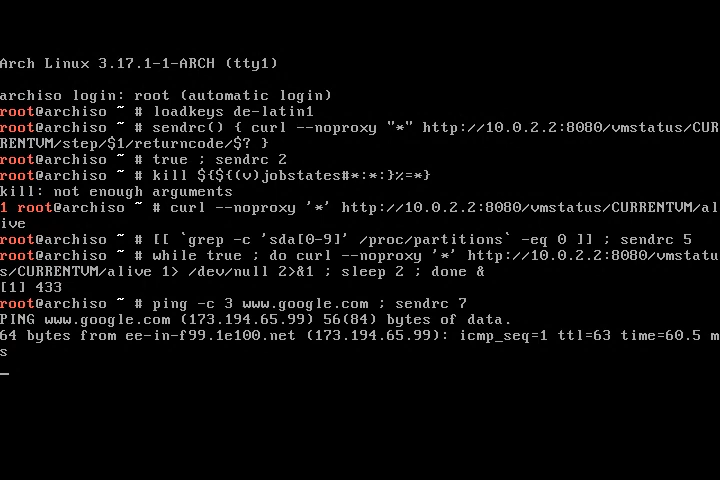 Arch Linux 3.17.1-1-ARCH (tty1)
archiso login: root (automatic login)
root@archiso ~ # loadkeys de-latin1
root@archiso ~ # sendrc() { curl --noproxy "*" http://10.0.2.2:8080/vmstatus/CUR
RENTVM/step/$1/returncode/$? }
root@archiso ~ # true ; sendrc 2
root@archiso ~ # kill ${${(v)jobstates#*:*:}%=*}
kill: not enough arguments
1 root@archiso ~ # curl --noproxy '*' http://10.0.2.2:8080/vmstatus/CURRENTVM/al
ive
root@archiso ~ # [[ `grep -c 'sda[0-9]' /proc/partitions` -eq 0 ]] ; sendrc 5
root@archiso ~ # while true ; do curl --noproxy '*' http://10.0.2.2:8080/vmstatu
s/CURRENTVM/alive 1> /dev/null 2>&1 ; sleep 2 ; done &
[1] 433
root@archiso ~ # ping -c 3 www.google.com ; sendrc 7
PING www.google.com (173.194.65.99) 56(84) bytes of data.
64 bytes from ee-in-f99.1e100.net (173.194.65.99): icmp_seq=1 ttl=63 time=60.5 m
s